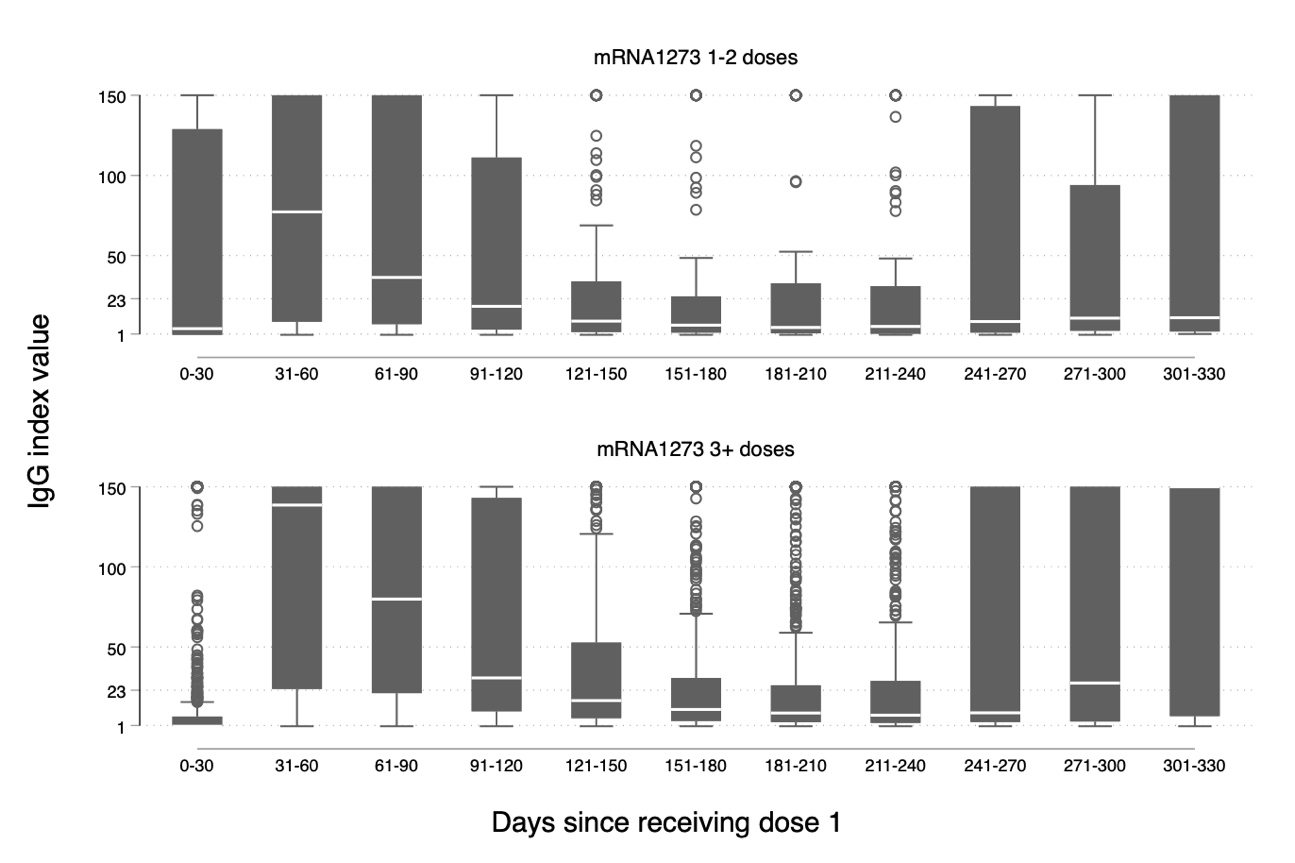 mRNA1273 1-2 doses
150
100
50
23
1
0-30 31-60 61-90 91-120 121-150 151-180 181-210 211-240 241-270 271-300 301-330
IgG index value
mRNA1273 3+ doses
150
100
50
23
1
0-30 31-60 61-90 91-120 121-150 151-180 181-210 211-240 241-270 271-300 301-330
Days since receiving dose 1